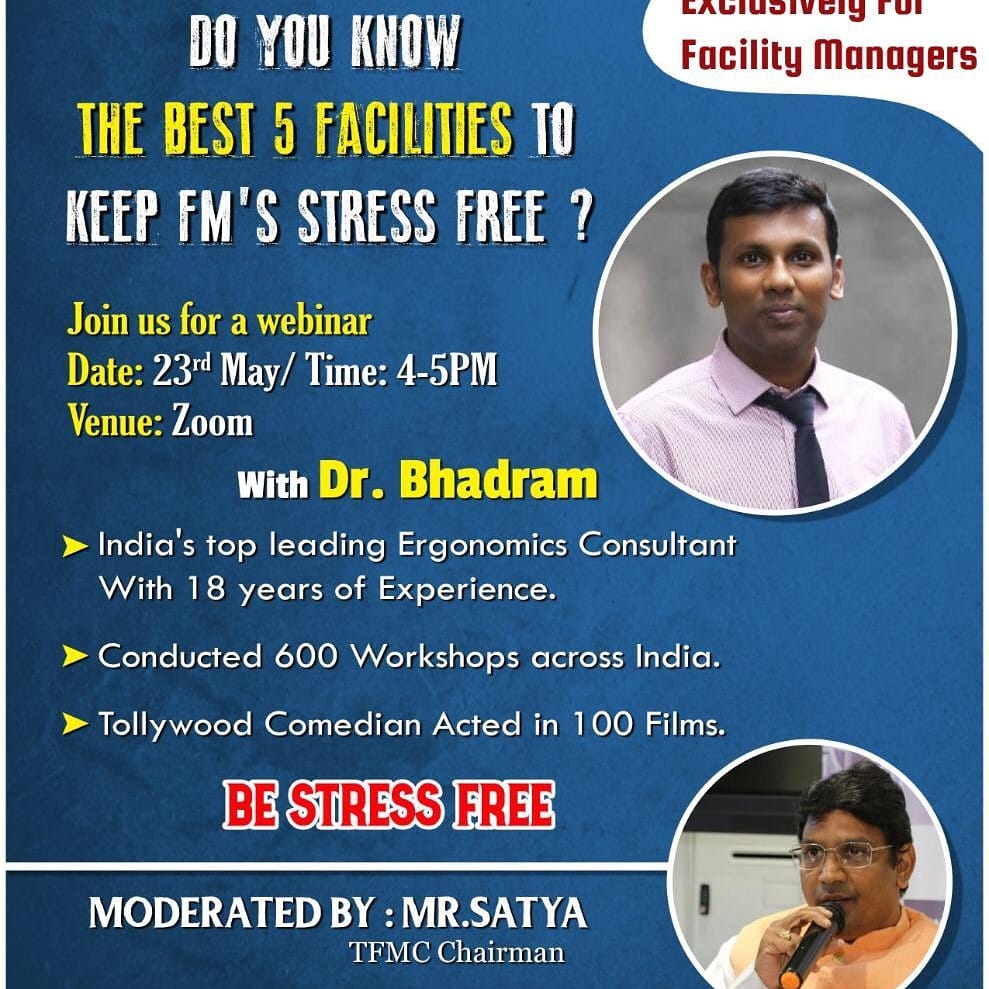 Exclusively For
Facility Managers
DO YOU KNOW
THE BEST 5 FACILITIES TO
KEEP FM'S STRESS FREE ?
Join us for a webinar
Date: 23rd May/ Time: 4-5PM
Venue: Zoom
With Dr. Bhadram
➤ India's top leading Ergonomics Consultant
With 18 years of Experience.
➤ Conducted 600 Workshops across India.
➤ Tollywood Comedian Acted in 100 Films.
BE STRESS FREE
MODERATED BY : MR.SATYA
TFMC Chairman